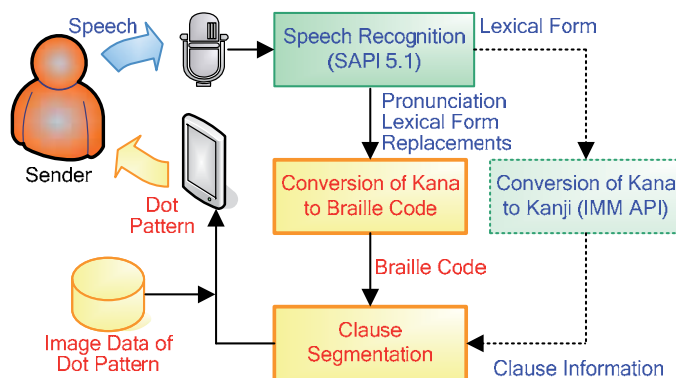 Speech
Speech Recognition
(SAPI 5.1)
Lexical Form
Pronunciation
Lexical Form
Replacements
Sender
Dot
Pattern
Conversion of Kana
to Braille Code
Conversion of Kana
to Kanji (IMM API)
Braille Code
Image Data of
Dot Pattern
Clause
Segmentation
Clause Information